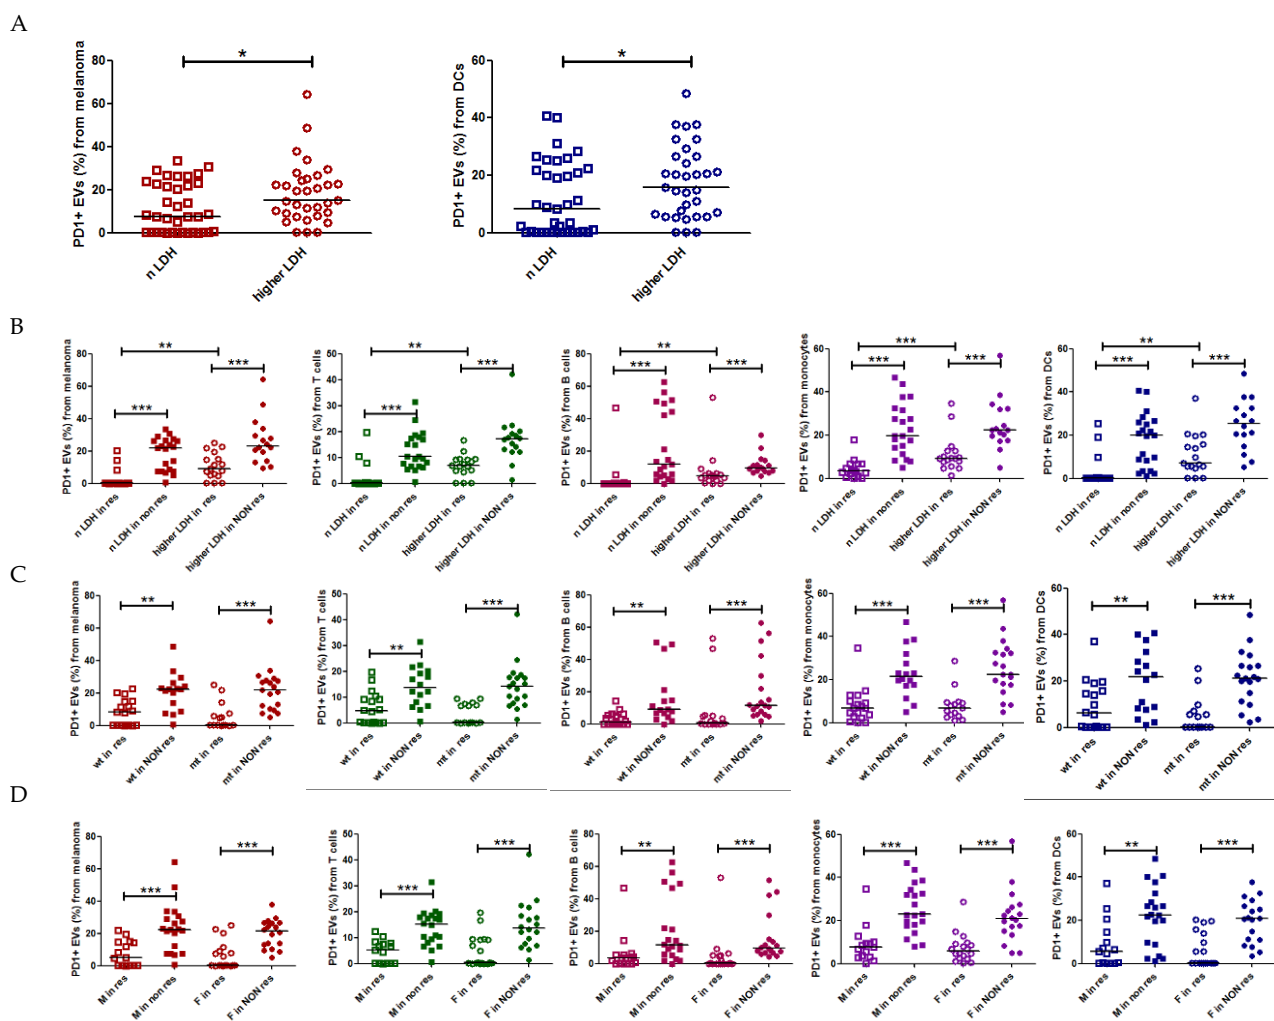 A
PD1+ EVs (%) from melanoma
80
60
40
20
0
*
n LDH
higher LDH
PD1+ EVs (%) from DCs
60
40
20
0
*
n LDH
higher LDH
B
PD1+ EVs (%) from melanoma
80
60
40
20
0
**
***
***
n LDH in res
n LDH in non res
higher LDH in res
higher LDH in NON res
PD1+ EVs (%) from T cells
50
40
30
20
10
0
**
***
***
n LDH in res
n LDH in non res
higher LDH in res
higher LDH in NON res
PD1+ EVs (%) from B cells
80
60
40
20
0
**
***
***
n LDH in res
n LDH in NON res
higher LDH in res
higher LDH in NON res
PD1+ EVs (%) from monocytes
60
40
20
0
***
***
***
n LDH in res
n LDH in non res
higher LDH in res
higher LDH in NON res
PD1+ EVs (%) from DCs
60
40
20
0
**
***
***
n LDH in res
n LDH in non res
higher LDH in res
higher LDH in NON res
C
PD1+ EVs (%) from melanoma
80
60
40
20
0
**
***
wt in res
wt in NON res
mt in res
mt in NON res
PD1+ EVs (%) from T cells
50
40
30
20
10
0
**
***
wt in res
wt in NON res
mt in res
mt in NON res
PD1+ EVs (%) from B cells
80
60
40
20
0
**
***
wt in res
wt in NON res
mt in res
mt in NON res
PD1+ EVs (%) from monocytes
60
40
20
0
***
***
wt in res
wt in NON res
mt in res
mt in NON res
PD1+ EVs (%) from DCs
60
40
20
0
**
***
wt in res
wt in NON res
mt in res
mt in NON res
D
PD1+ EVs (%) from melanoma
80
60
40
20
0
***
***
M in res
M in non res
F in res
F in NON res
PD1+ EVs (%) from T cells
50
40
30
20
10
0
***
***
M in res
M in non res
F in res
F in NON res
PD1+ EVs (%) from B cells
80
60
40
20
0
**
***
M in res
M in non res
F in res
F in NON res
PD1+ EVs (%) from monocytes
60
40
20
0
***
***
M in res
M in non res
F in res
F in NON res
PD1+ EVs (%) from DCs
60
40
20
0
**
***
M in res
M in non res
F in res
F in NON res